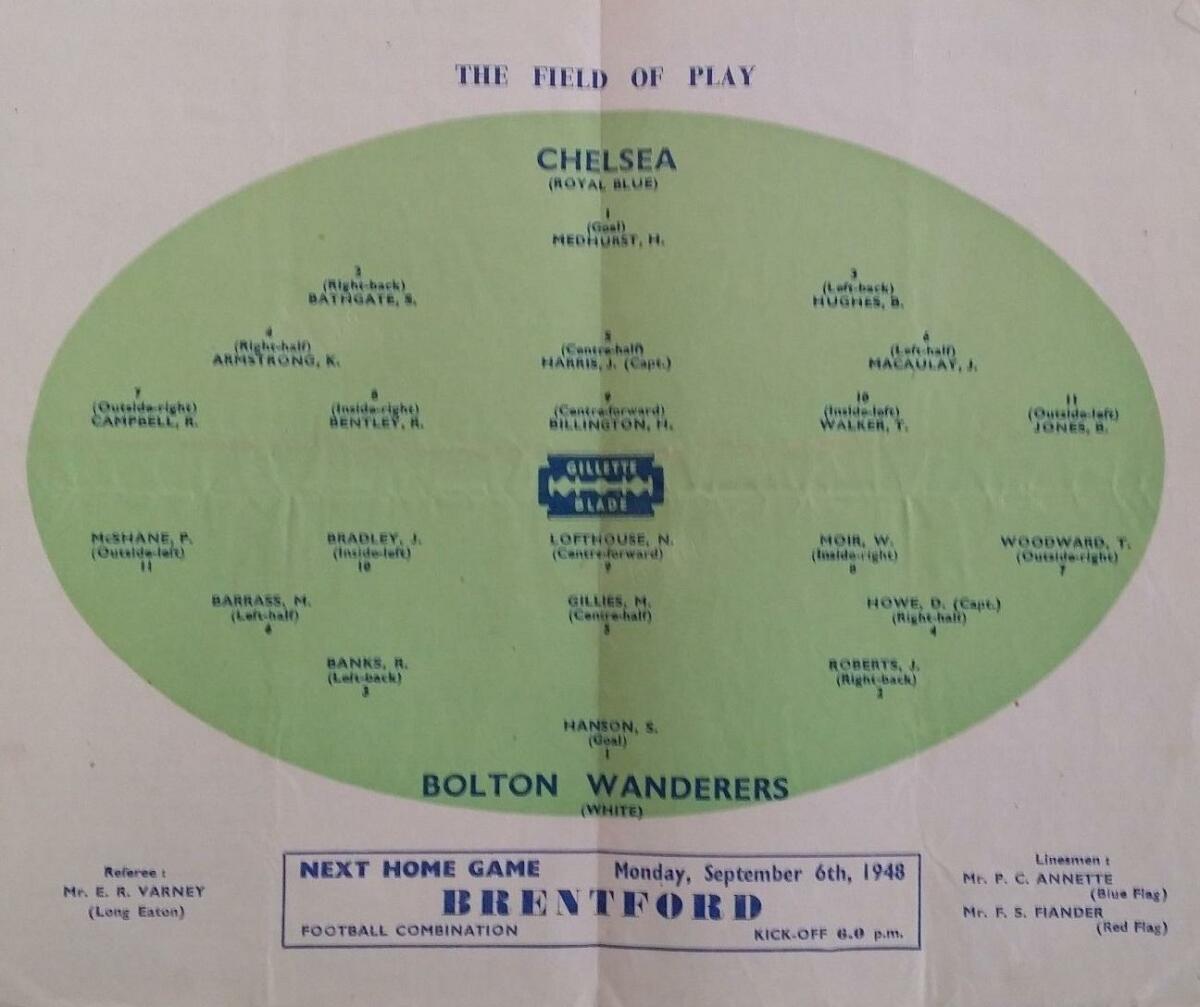 THE FIELD OF PLAY
CHELSEA
(ROYAL BLUE)
1
(Goal)
MEDHURST, H.
2
(Right-back)
BATHGATE, S.
3
(Left-back)
HUGHES, B.
4
(Right-half)
ARMSTRONG, K.
5
(Centre-half)
HARRIS, J. (Capt.)
6
(Left-half)
MACAULAY, J.
7
(Outside-right)
CAMPBELL, R.
8
(Inside-right)
BENTLEY, R.
9
(Centre-forward)
BILLINGTON, H.
10
(Inside-left)
WALKER, T.
11
(Outside-left)
JONES, B.
GILLETTE
BLADE
McSHANE, P.
(Outside-left)
11
BRADLEY, J.
(Inside-left)
10
LOFTHOUSE, N.
(Centre-forward)
9
MOIR, W.
(Inside-right)
8
WOODWARD, T.
(Outside-right)
7
BARRASS, M.
(Left-half)
6
GILLIES, M.
(Centre-half)
5
HOWE, D. (Capt.)
(Right-half)
4
BANKS, R.
(Left-back)
3
ROBERTS, J.
(Right-back)
2
HANSON, S.
(Goal)
1
BOLTON WANDERERS
(WHITE)
Referee :
Mr. E. R. VARNEY
(Long Eaton)
NEXT HOME GAME Monday, September 6th, 1948
BRENTFORD
FOOTBALL COMBINATION KICK-OFF 6.0 p.m.
Linesmen :
Mr. P. C. ANNETTE
(Blue Flag)
Mr. F. S. FIANDER
(Red Flag)